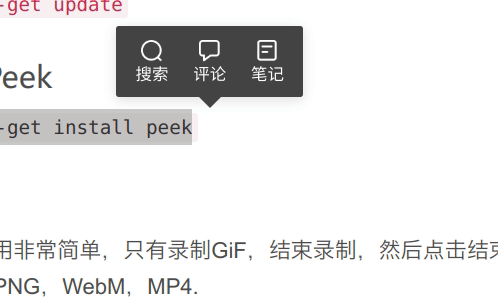 -get update
Peek
搜索 评论 笔记
-get install peek
用非常简单，只有录制GiF，结束录制，然后点击结束
PNG，WebM，MP4.